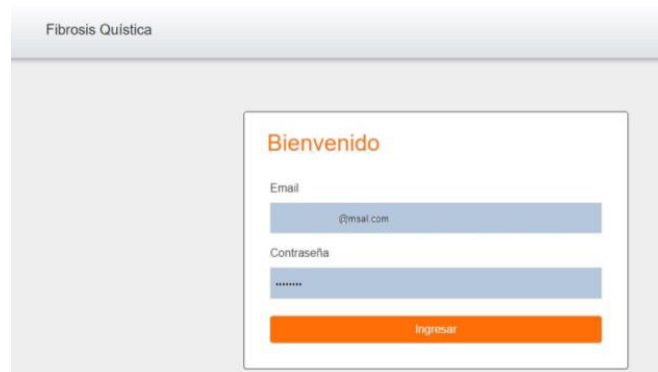 Fibrosis Quística
Bienvenido
Email
@msal.com
Contraseña
••••••••
Ingresar